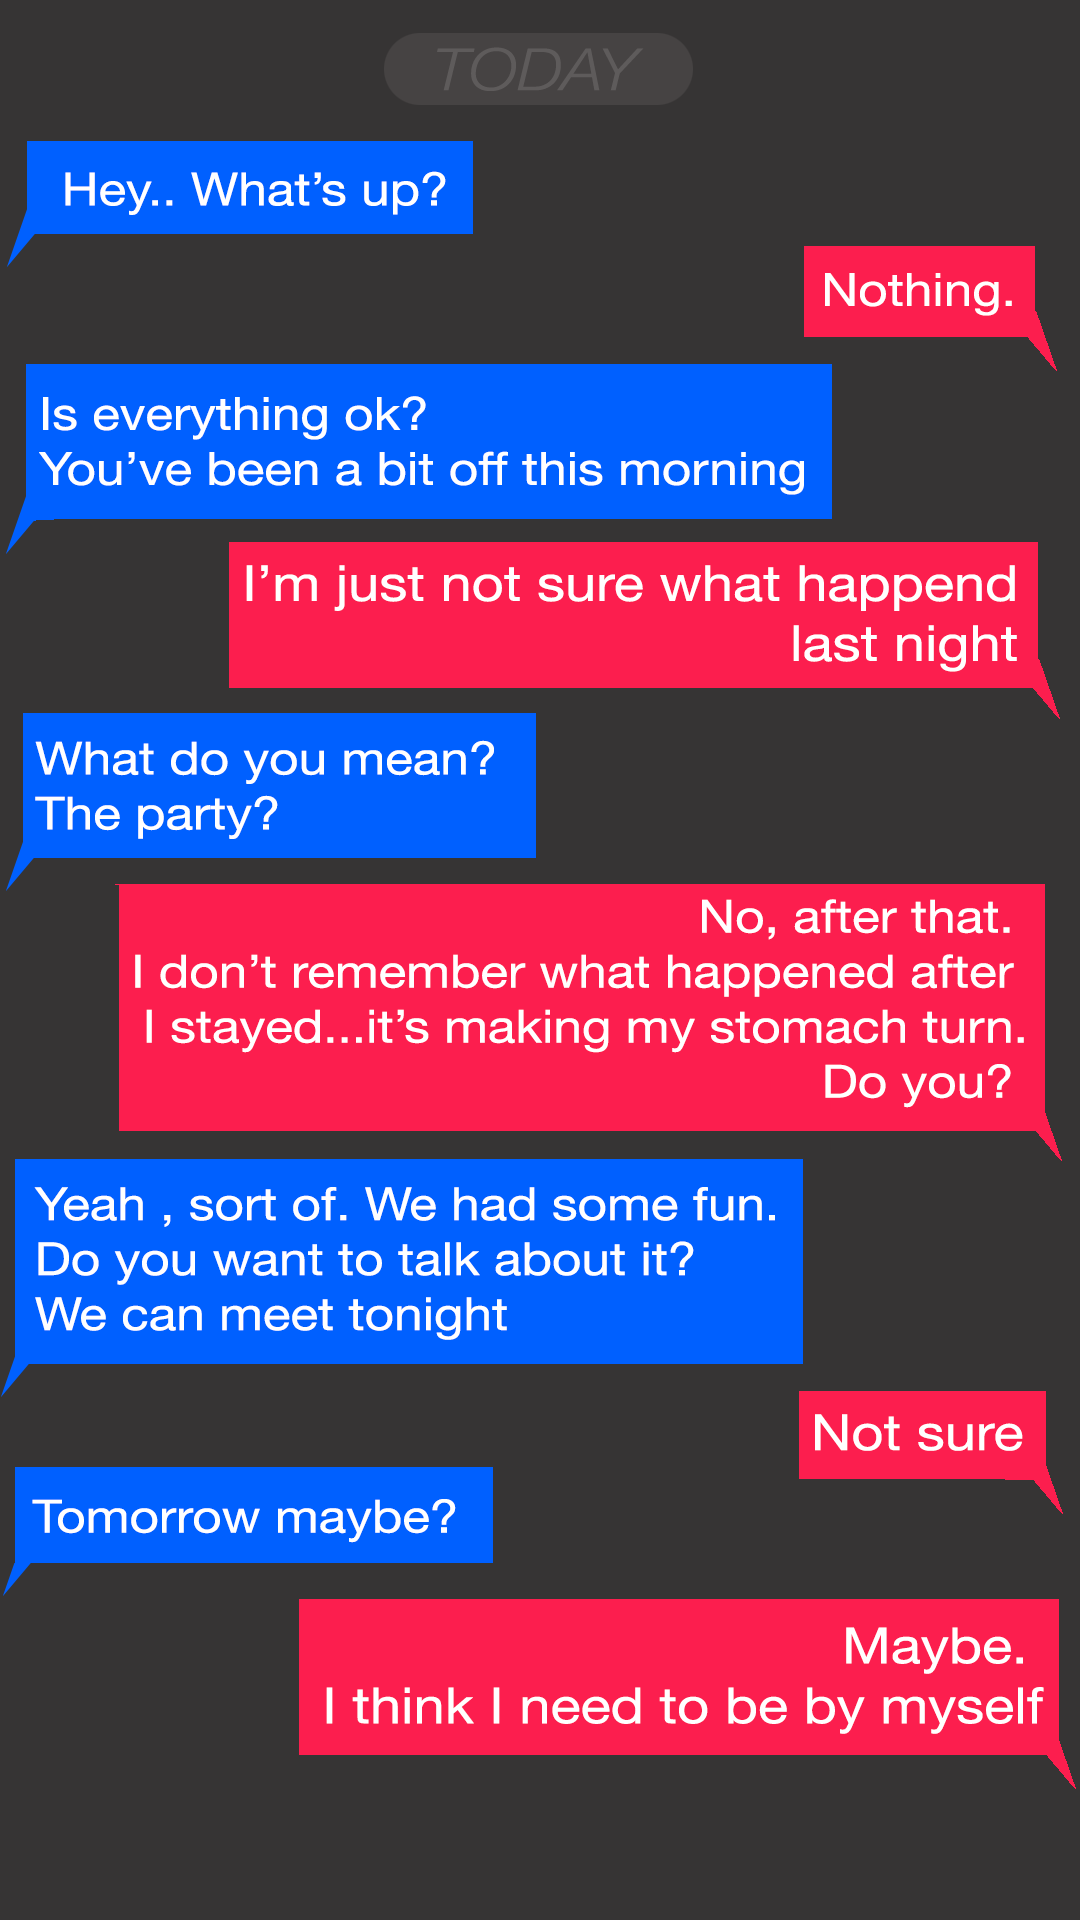 TODAY
Hey.. What’s up?
Nothing.
Is everything ok?
You’ve been a bit off this morning
I’m just not sure what happend
last night
What do you mean?
The party?
No, after that.
I don’t remember what happened after
I stayed...it’s making my stomach turn.
Do you?
Yeah , sort of. We had some fun.
Do you want to talk about it?
We can meet tonight
Not sure
Tomorrow maybe?
Maybe.
I think I need to be by myself